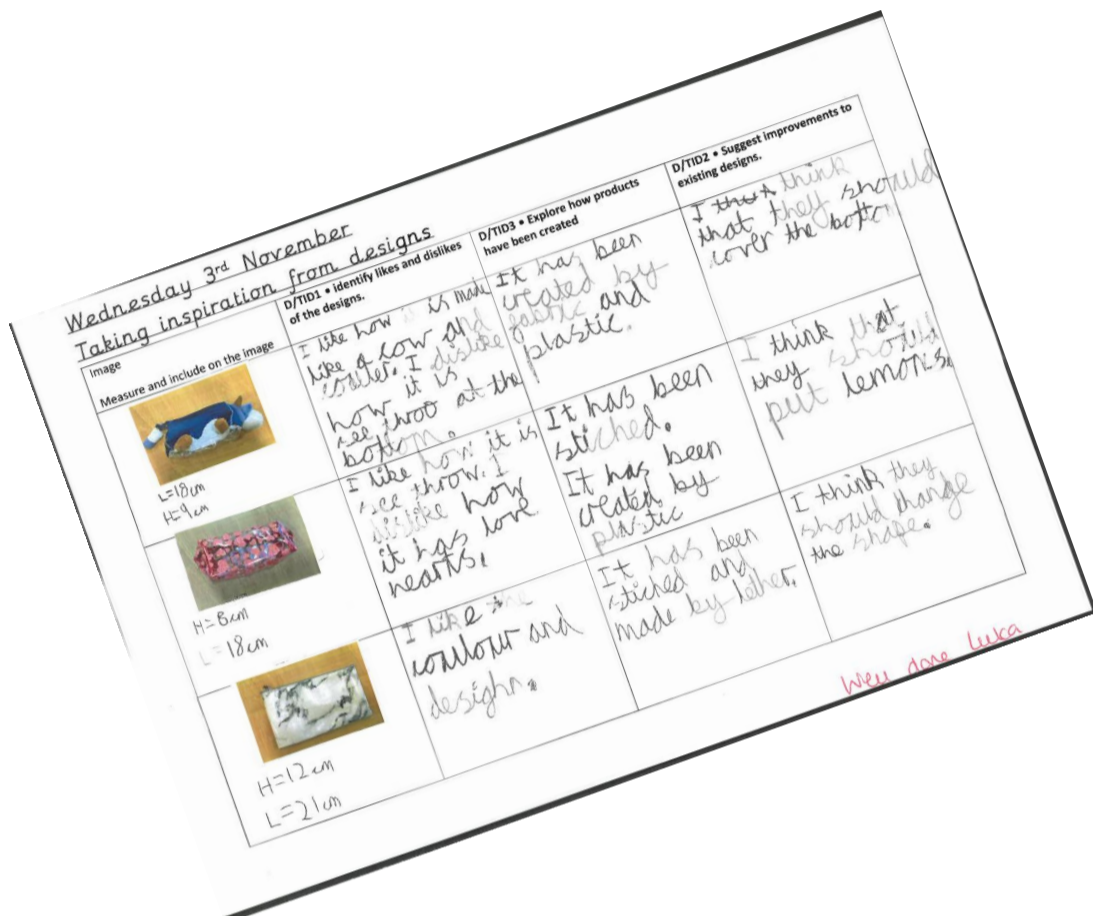 Wednesday 3rd November
Taking inspiration from designs
Image
Measure and include on the image
D/TID1 • identify likes and dislikes
of the designs.
D/TID3 • Explore how products
have been created
D/TID2 • Suggest improvements to
existing designs.
L=18cm
H=9cm
I like how it is made
like a cow and
couler. I dislike
how it is
see throo at the
bottom.
It has been
created by
fabric and
plastic.
I think
that they should
cover the bottom
H=8cm
L=18cm
I like how it is
see throw. I
dislike how
it has love
hearts.
It has been
stiched.
It has been
created by
plastic
I think that
they should
put lemons.
H=12cm
L=21cm
I like the
coulour and
desighn.
It has been
stiched and
made by lether.
I think they
should change
the shape.
Well done Luka